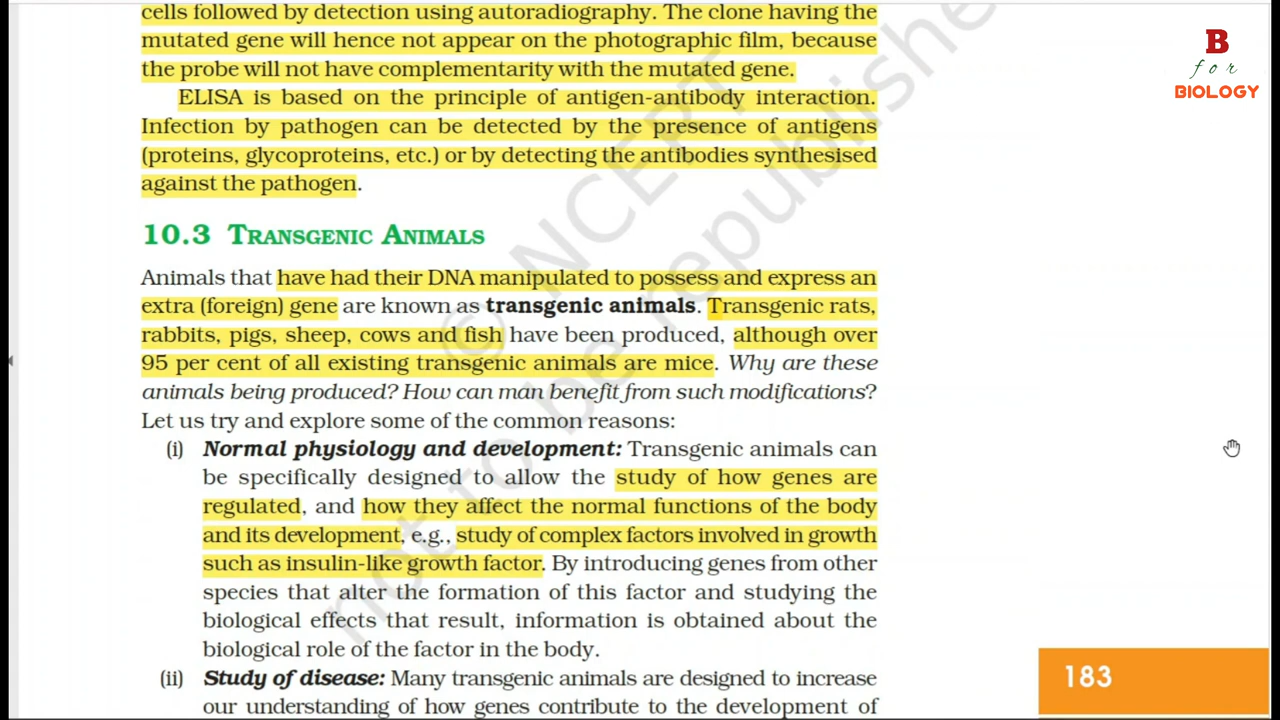 cells followed by detection using autoradiography. The clone having the
mutated gene will hence not appear on the photographic film, because
the probe will not have complementarity with the mutated gene.
ELISA is based on the principle of antigen-antibody interaction.
Infection by pathogen can be detected by the presence of antigens
(proteins, glycoproteins, etc.) or by detecting the antibodies synthesised
against the pathogen.
10.3 TRANSGENIC ANIMALS
Animals that have had their DNA manipulated to possess and express an
extra (foreign) gene are known as transgenic animals. Transgenic rats,
rabbits, pigs, sheep, cows and fish have been produced, although over
95 per cent of all existing transgenic animals are mice. Why are these
animals being produced? How can man benefit from such modifications?
Let us try and explore some of the common reasons:
(i) Normal physiology and development: Transgenic animals can
be specifically designed to allow the study of how genes are
regulated, and how they affect the normal functions of the body
and its development, e.g., study of complex factors involved in growth
such as insulin-like growth factor. By introducing genes from other
species that alter the formation of this factor and studying the
biological effects that result, information is obtained about the
biological role of the factor in the body.
(ii) Study of disease: Many transgenic animals are designed to increase
our understanding of how genes contribute to the development of
183
B
for
BIOLOGY
© NCERT
not to be republishe